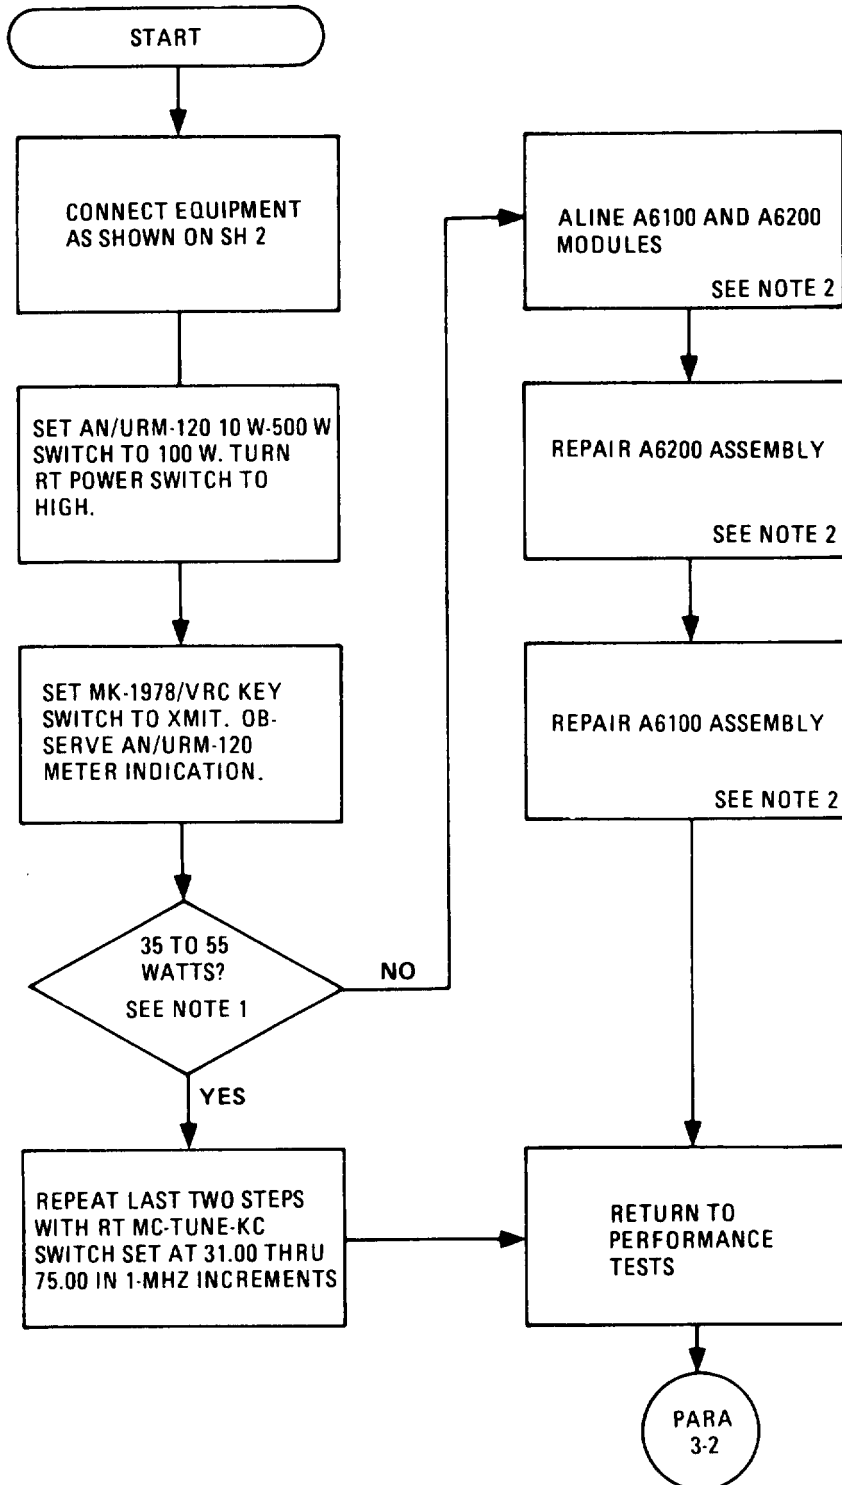 START
CONNECT EQUIPMENT
AS SHOWN ON SH 2
SET AN/URM-120 10 W-500 W
SWITCH TO 100 W. TURN
RT POWER SWITCH TO
HIGH.
SET MK-1978/VRC KEY
SWITCH TO XMIT. OB-
SERVE AN/URM-120
METER INDICATION.
35 TO 55
WATTS?
SEE NOTE 1
NO
YES
REPEAT LAST TWO STEPS
WITH RT MC-TUNE-KC
SWITCH SET AT 31.00 THRU
75.00 IN 1-MHZ INCREMENTS
ALINE A6100 AND A6200
MODULES
SEE NOTE 2
REPAIR A6200 ASSEMBLY
SEE NOTE 2
REPAIR A6100 ASSEMBLY
SEE NOTE 2
RETURN TO
PERFORMANCE
TESTS
PARA
3-2